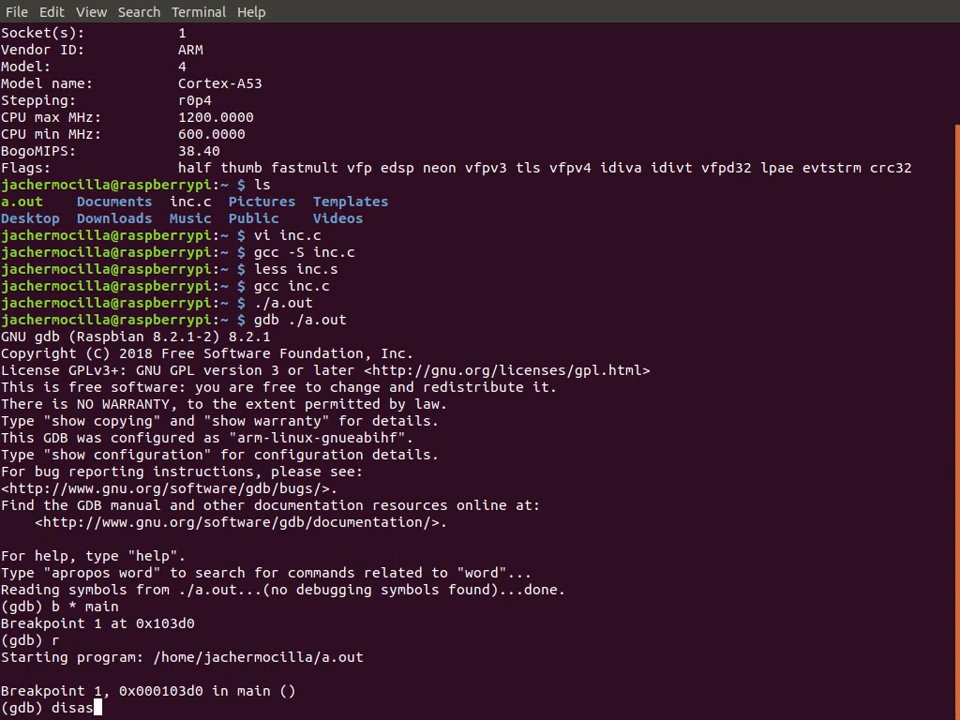 File Edit View Search Terminal Help
Socket(s): 1
Vendor ID: ARM
Model: 4
Model name: Cortex-A53
Stepping: r0p4
CPU max MHz: 1200.0000
CPU min MHz: 600.0000
BogoMIPS: 38.40
Flags: half thumb fastmult vfp edsp neon vfpv3 tls vfpv4 idiva idivt vfpd32 lpae evtstrm crc32
jachermocilla@raspberrypi:~ $ ls
a.out Documents inc.c Pictures Templates
Desktop Downloads Music Public Videos
jachermocilla@raspberrypi:~ $ vi inc.c
jachermocilla@raspberrypi:~ $ gcc -S inc.c
jachermocilla@raspberrypi:~ $ less inc.s
jachermocilla@raspberrypi:~ $ gcc inc.c
jachermocilla@raspberrypi:~ $ ./a.out
jachermocilla@raspberrypi:~ $ gdb ./a.out
GNU gdb (Raspbian 8.2.1-2) 8.2.1
Copyright (C) 2018 Free Software Foundation, Inc.
License GPLv3+: GNU GPL version 3 or later <http://gnu.org/licenses/gpl.html>
This is free software: you are free to change and redistribute it.
There is NO WARRANTY, to the extent permitted by law.
Type "show copying" and "show warranty" for details.
This GDB was configured as "arm-linux-gnueabihf".
Type "show configuration" for configuration details.
For bug reporting instructions, please see:
<http://www.gnu.org/software/gdb/bugs/>.
Find the GDB manual and other documentation resources online at:
<http://www.gnu.org/software/gdb/documentation/>.
For help, type "help".
Type "apropos word" to search for commands related to "word"...
Reading symbols from ./a.out...(no debugging symbols found)...done.
(gdb) b * main
Breakpoint 1 at 0x103d0
(gdb) r
Starting program: /home/jachermocilla/a.out
Breakpoint 1, 0x000103d0 in main ()
(gdb) disas